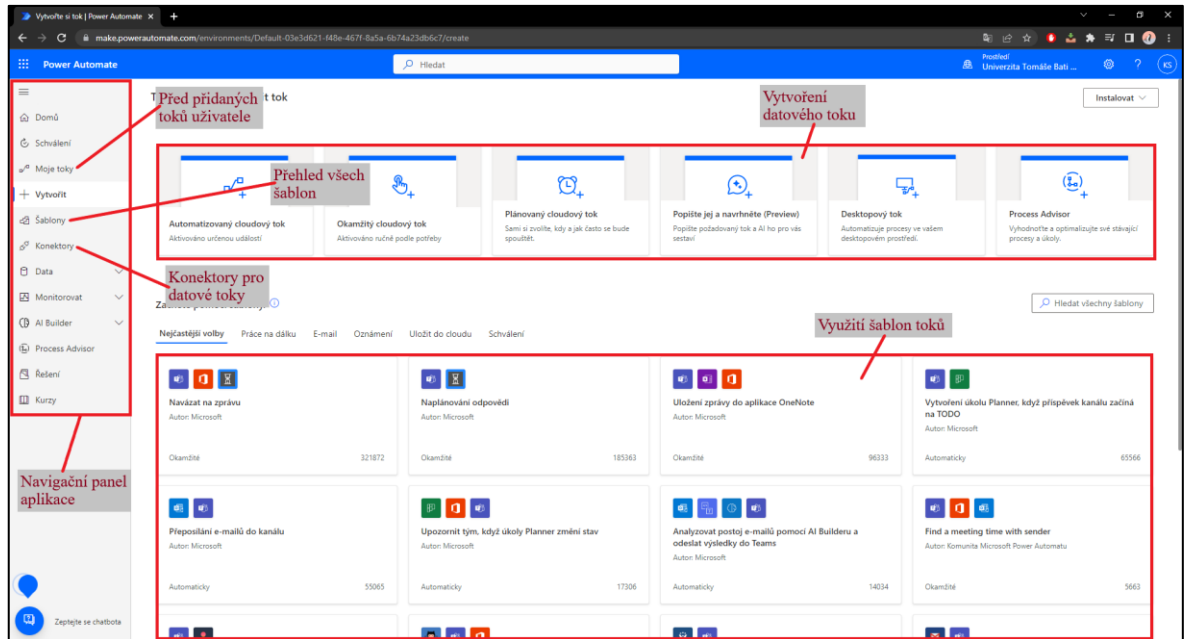 Vytvořte si tok | Power Automate
make.powerautomate.com/environments/Default-03e3d621-f48e-467f-8a5a-6b74a23db6c7/create
Power Automate
Hledat
Prostředí
Univerzita Tomáše Bati ...
KS
Domů
Schválení
Moje toky
Vytvořit
Šablony
Konektory
Data
Monitorovat
AI Builder
Process Advisor
Řešení
Kurzy
Zeptejte se chatbota
Před přidaných
toků uživatele
t tok
Vytvoření
datového toku
Instalovat
Přehled všech
šablon
Automatizovaný cloudový tok
Aktivováno určenou událostí
Okamžitý cloudový tok
Aktivováno ručně podle potřeby
Plánovaný cloudový tok
Sami si zvolíte, kdy a jak často se bude
spouštět.
Popište jej a navrhněte (Preview)
Popište požadovaný tok a AI ho pro vás
sestaví
Desktopový tok
Automatizuje procesy ve vašem
desktopovém prostředí.
Process Advisor
Vyhodnoťte a optimalizujte své stávající
procesy a úkoly.
Konektory pro
datové toky
Hledat všechny šablony
Využití šablon toků
Nejčastější volby
Práce na dálku
E-mail
Oznámení
Uložit do cloudu
Schválení
Navázat na zprávu
Autor: Microsoft
Okamžité
321872
Naplánování odpovědi
Autor: Microsoft
Okamžité
185363
Uložení zprávy do aplikace OneNote
Autor: Microsoft
Okamžité
96333
Vytvoření úkolu Planner, když příspěvek kanálu začíná
na TODO
Autor: Microsoft
Automaticky
65566
Navigační panel
aplikace
Přeposílání e-mailů do kanálu
Autor: Microsoft
Automaticky
55065
Upozornit tým, když úkoly Planner změní stav
Autor: Microsoft
Automaticky
17306
Analyzovat postoj e-mailů pomocí AI Builderu a
odeslat výsledky do Teams
Autor: Microsoft
Automaticky
14034
Find a meeting time with sender
Autor: Komunita Microsoft Power Automatu
Okamžité
5663